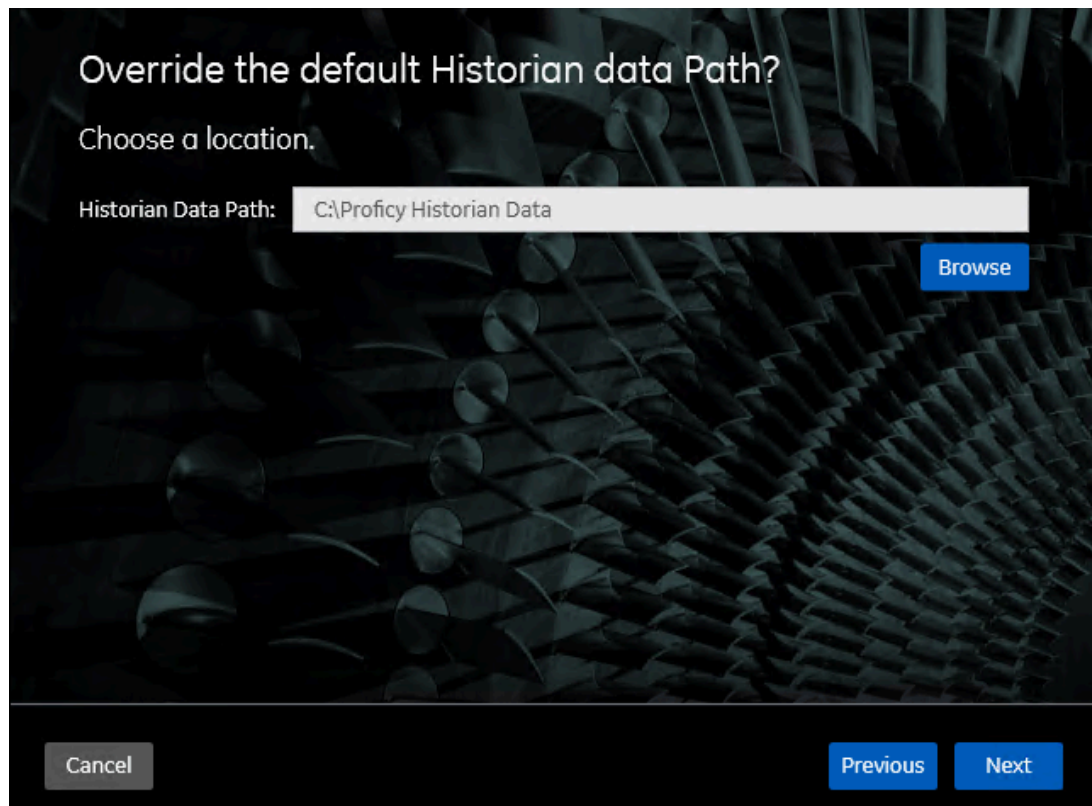 Override the default Historian data Path?
Choose a location.
Historian Data Path: C:\Proficy Historian Data
Browse
Cancel Previous Next